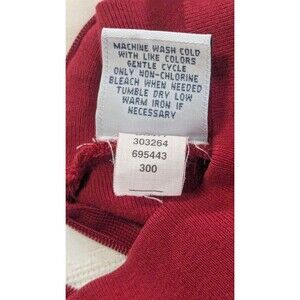 MACHINE WASH COLD
WITH LIKE COLORS
GENTLE CYCLE
ONLY NON-CHLORINE
BLEACH WHEN NEEDED
TUMBLE DRY LOW
WARM IRON IF
NECESSARY
303264
695443
300